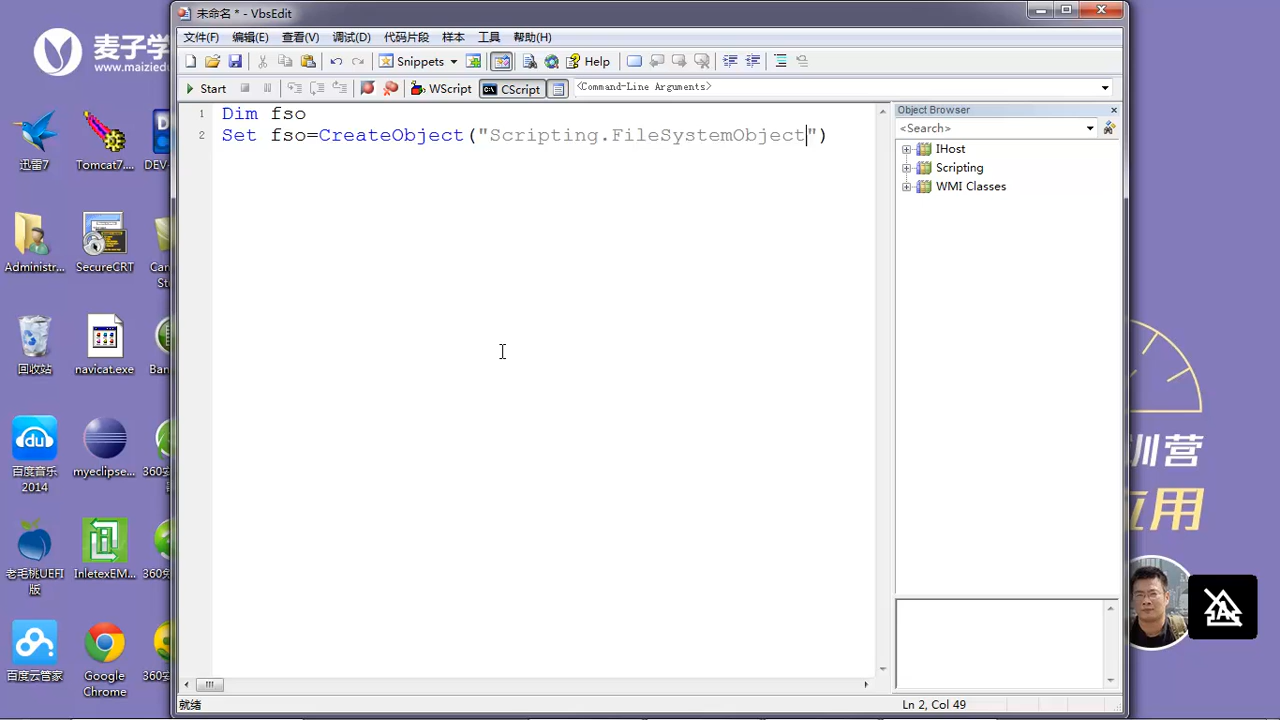 未命名 * - VbsEdit
麦子学
www.maizied
文件(F) 编辑(E) 查看(V) 调试(D) 代码片段 样本 工具 帮助(H)
Snippets Help
Start WScript CScript <Command-Line Arguments>
1 Dim fso
2 Set fso=CreateObject("Scripting.FileSystemObject")
Object Browser
<Search>
IHost
Scripting
WMI Classes
迅雷7 Tomcat7.... DEV-
Administr... SecureCRT Can
回收站 navicat.exe Ban
百度音乐
2014
myeclipse... 360
老毛桃UEFI
版
InletexEM... 360
百度云管家 Google
Chrome
360
训营
应用
就绪 Ln 2, Col 49